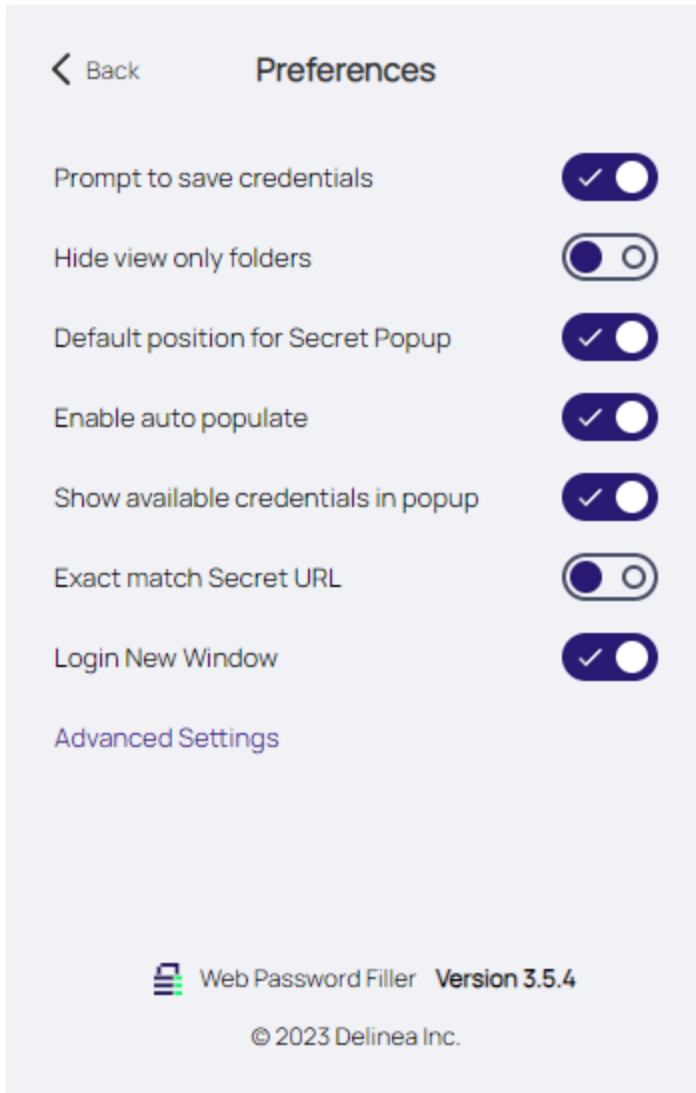 Back
Preferences
Prompt to save credentials
Hide view only folders
Default position for Secret Popup
Enable auto populate
Show available credentials in popup
Exact match Secret URL
Login New Window
Advanced Settings
Web Password Filler Version 3.5.4
© 2023 Delinea Inc.